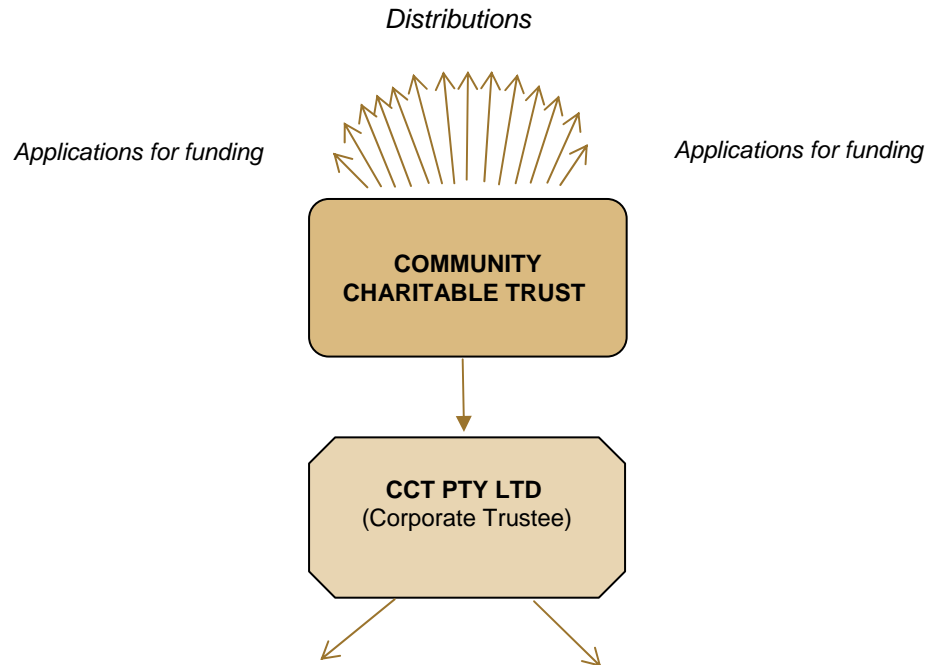 Distributions
Applications for funding
Applications for funding
COMMUNITY
CHARITABLE TRUST
CCT PTY LTD
(Corporate Trustee)